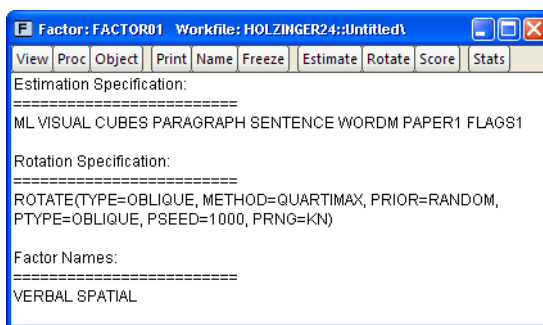 Factor: FACTOR01 Workfile: HOLZINGER24::Untitled\
View Proc Object Print Name Freeze Estimate Rotate Score Stats
Estimation Specification:
=========================
ML VISUAL CUBES PARAGRAPH SENTENCE WORDM PAPER1 FLAGS1
Rotation Specification:
=========================
ROTATE(TYPE=OBLIQUE, METHOD=QUARTIMAX, PRIOR=RANDOM,
PTYPE=OBLIQUE, PSEED=1000, PRNG=KN)
Factor Names:
=========================
VERBAL SPATIAL